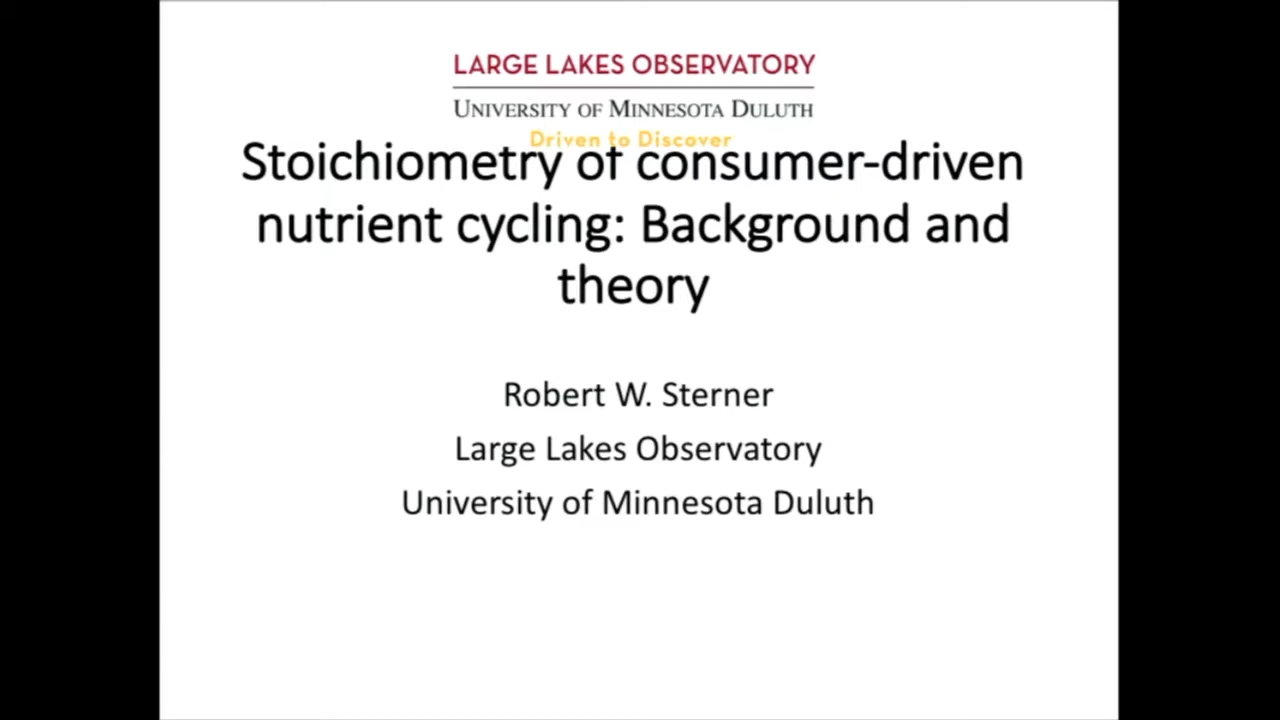 LARGE LAKES OBSERVATORY
UNIVERSITY OF MINNESOTA DULUTH
Driven to Discover
Stoichiometry of consumer-driven
nutrient cycling: Background and
theory
Robert W. Sterner
Large Lakes Observatory
University of Minnesota Duluth